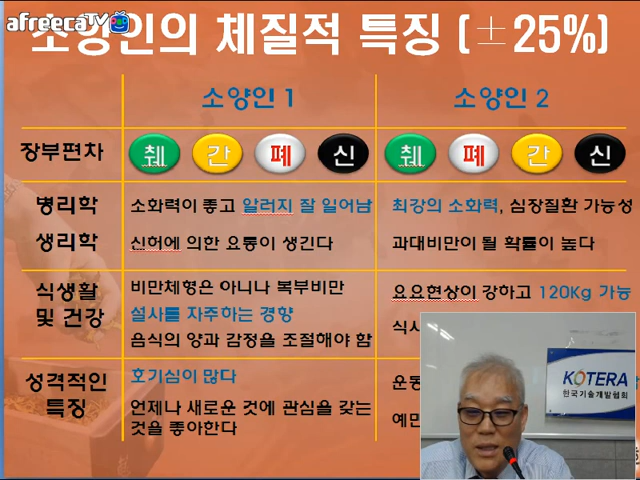 afreecaTV
소양인의 체질적 특징 (±25%)
소양인 1
소양인 2
장부편차
췌 간 폐 신
췌 폐 간 신
병리학
생리학
소화력이 좋고 알러지 잘 일어남
신허에 의한 요통이 생긴다
최강의 소화력, 심장질환 가능성
과대비만이 될 확률이 높다
식생활
및 건강
비만체형은 아니나 복부비만
설사를 자주하는 경향
음식의 양과 감정을 조절해야 함
요요현상이 강하고 120Kg 가능
식사
성격적인
특징
호기심이 많다
언제나 새로운 것에 관심을 갖는
것을 좋아한다
운동
예민
KOTERA
한국기술개발협회